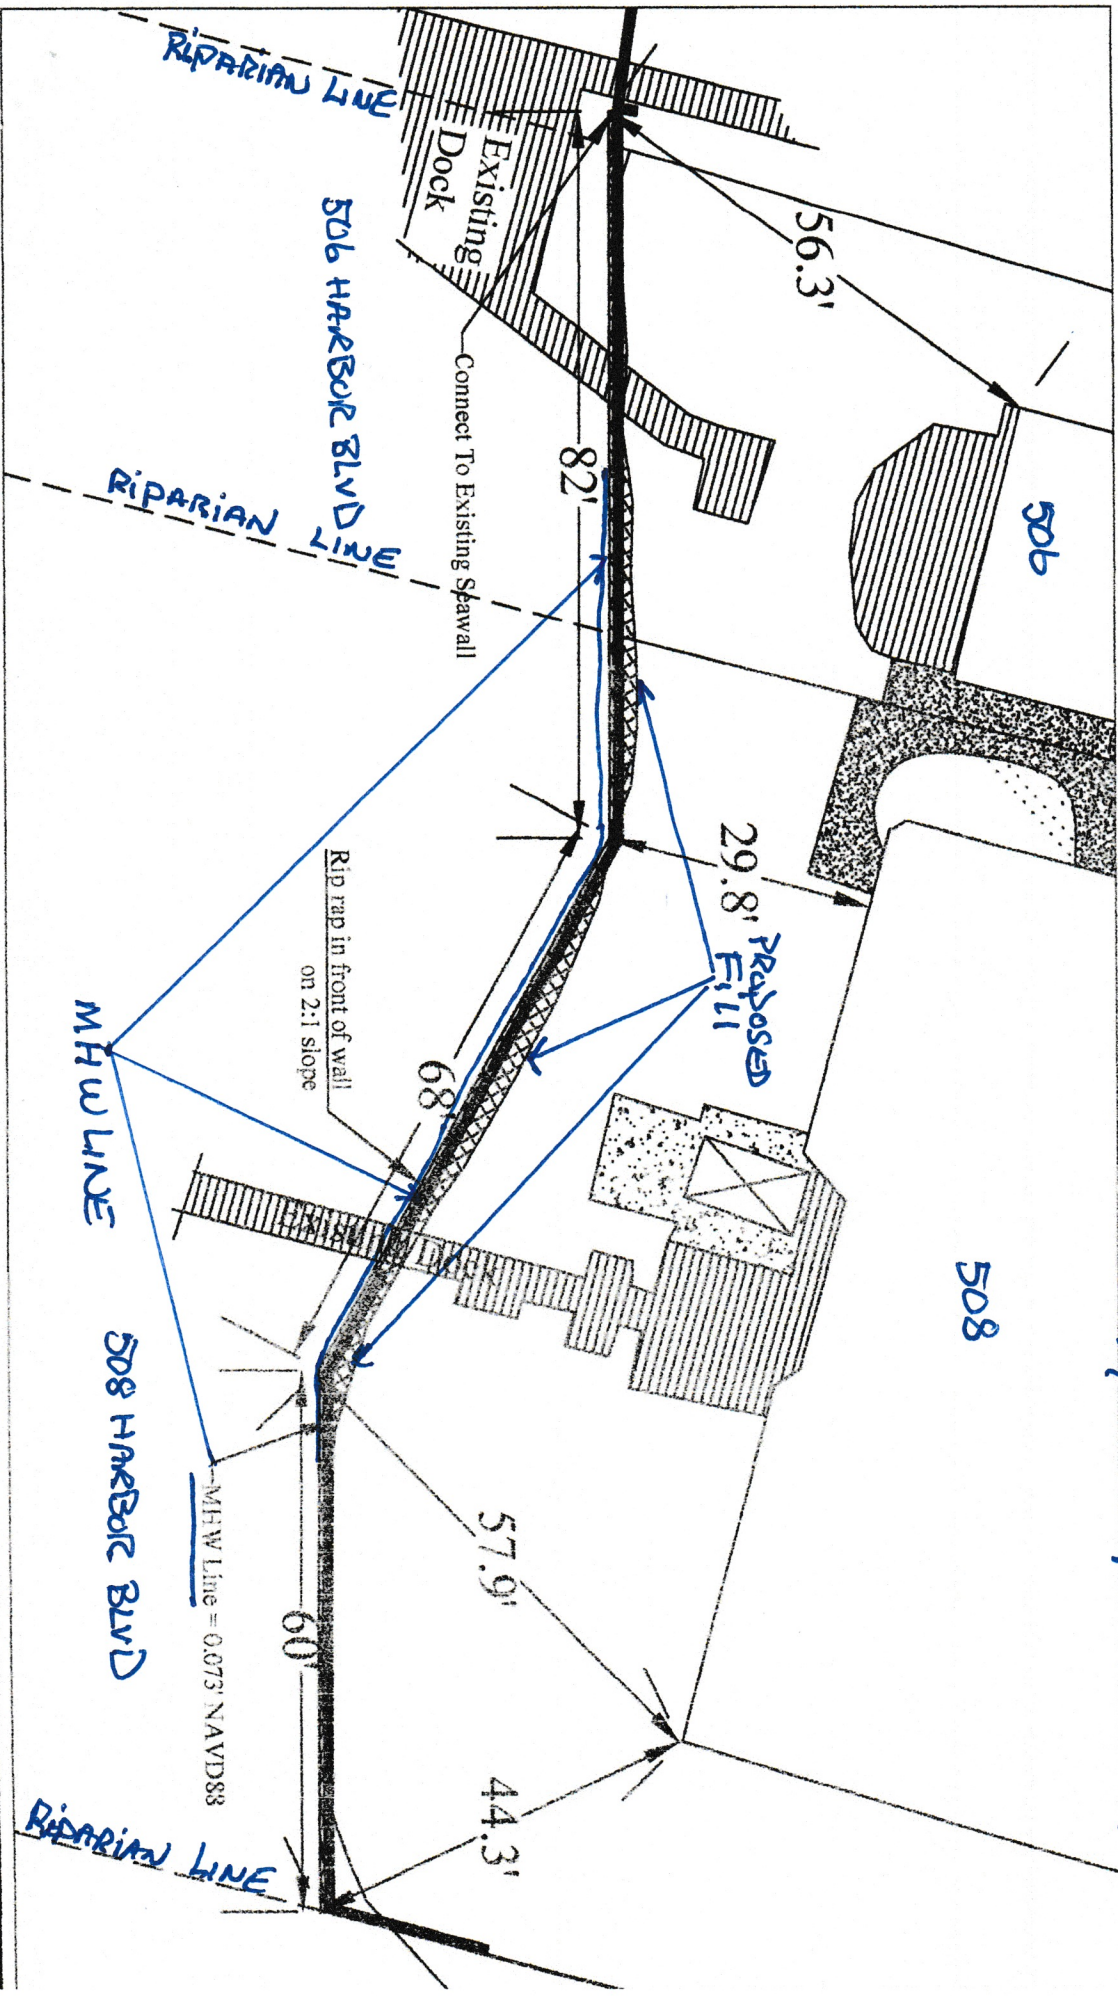 RIPARIAN LINE
Existing
Dock
56.3'
506 HARBOR BLVD
Connect To Existing Seawall
82'
506
RIPARIAN LINE
29.8'
PROPOSED
FILL
Rip rap in front of wall
on 2:1 slope
68'
MHW LINE
508
508 HARBOR BLVD
MHW Line = 0.073' NAVD88
57.9'
60'
44.3'
RIPARIAN LINE